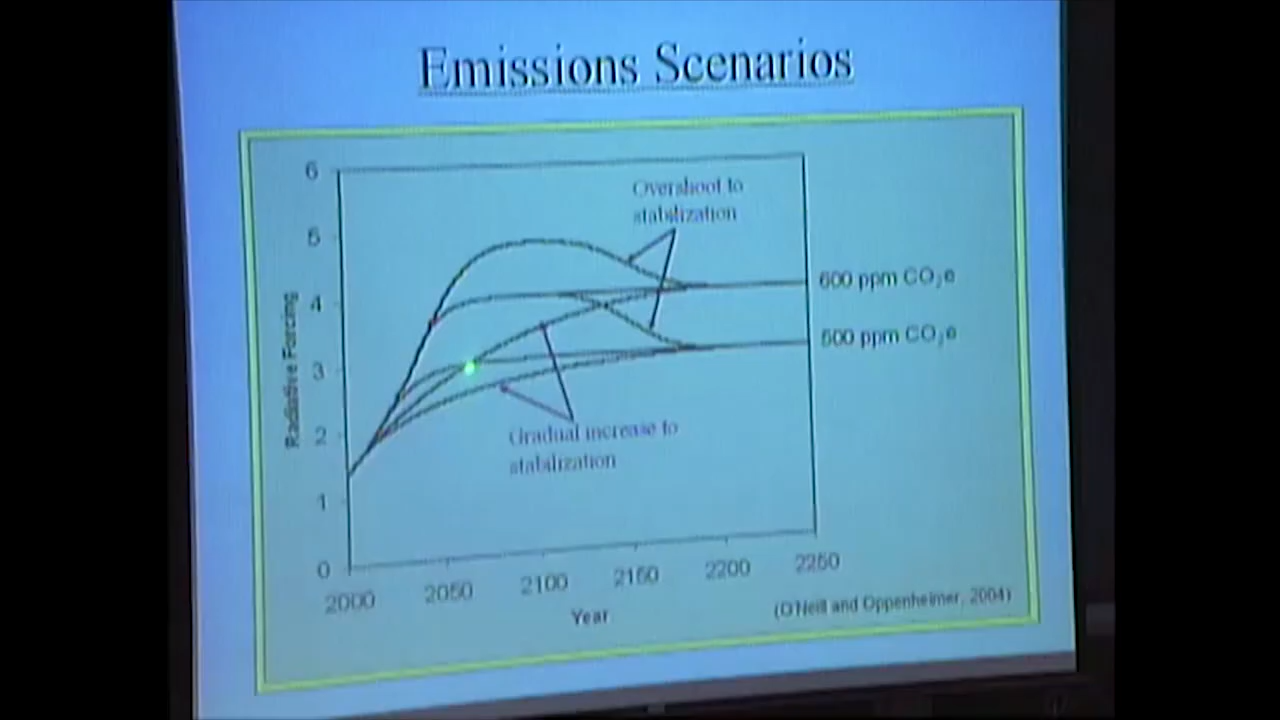 Emissions Scenarios
6
5
4
3
2
1
0
Radiative Forcing
Overshoot to
stabilization
600 ppm CO₂e
500 ppm CO₂e
Gradual increase to
stabilization
2000 2050 2100 2150 2200 2250
Year
(O'Neill and Oppenheimer, 2004)